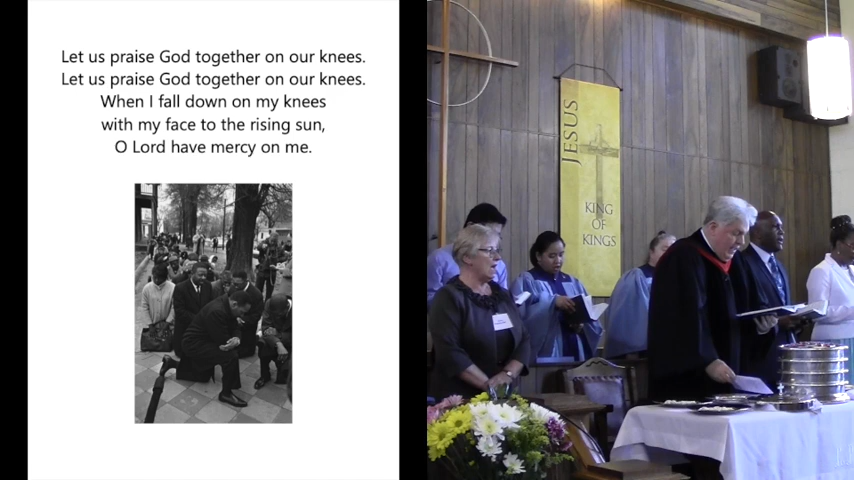 Let us praise God together on our knees.
Let us praise God together on our knees.
When I fall down on my knees
with my face to the rising sun,
O Lord have mercy on me.
JESUS
KING
OF
KINGS